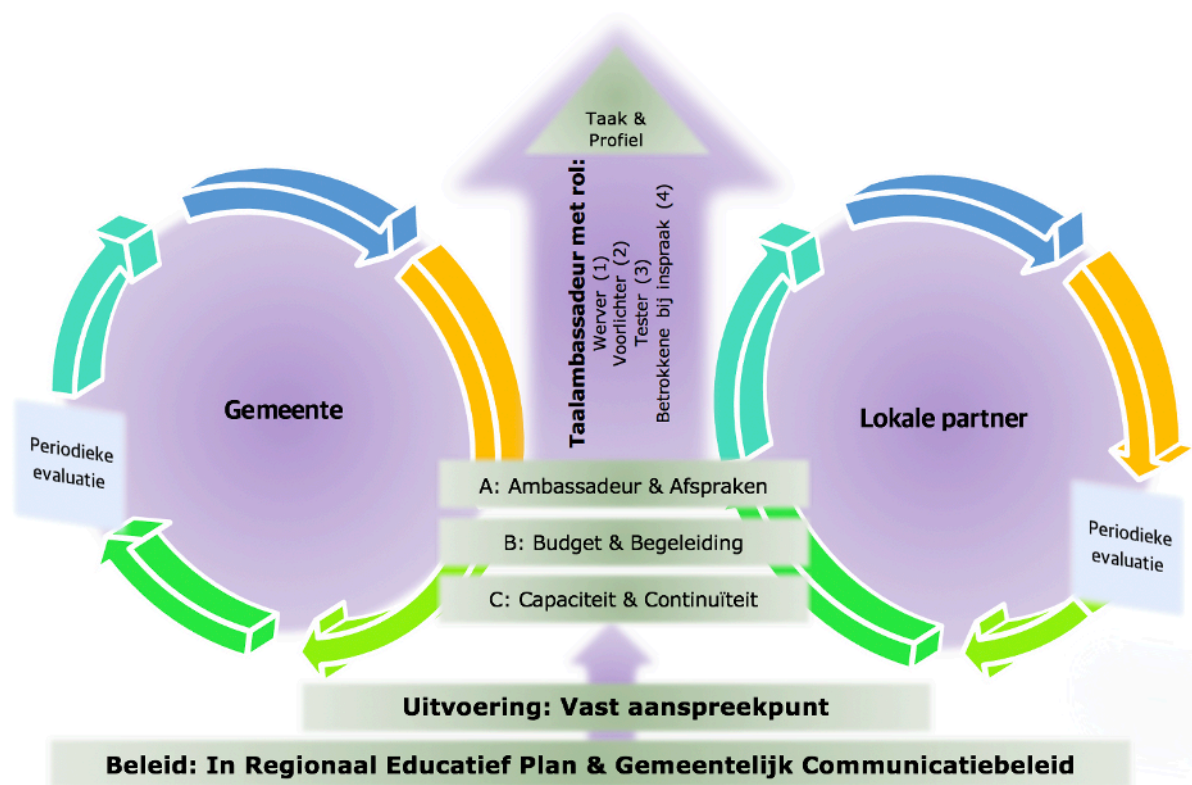 Taak &
Profiel
Taalambassadeur met rol:
Werver (1)
Voorlichter (2)
Tester (3)
Betrokkene bij inspraak (4)
Gemeente
Lokale partner
Periodieke
evaluatie
A: Ambassadeur & Afspraken
B: Budget & Begeleiding
C: Capaciteit & Continuïteit
Periodieke
evaluatie
Uitvoering: Vast aanspreekpunt
Beleid: In Regionaal Educatief Plan & Gemeentelijk Communicatiebeleid